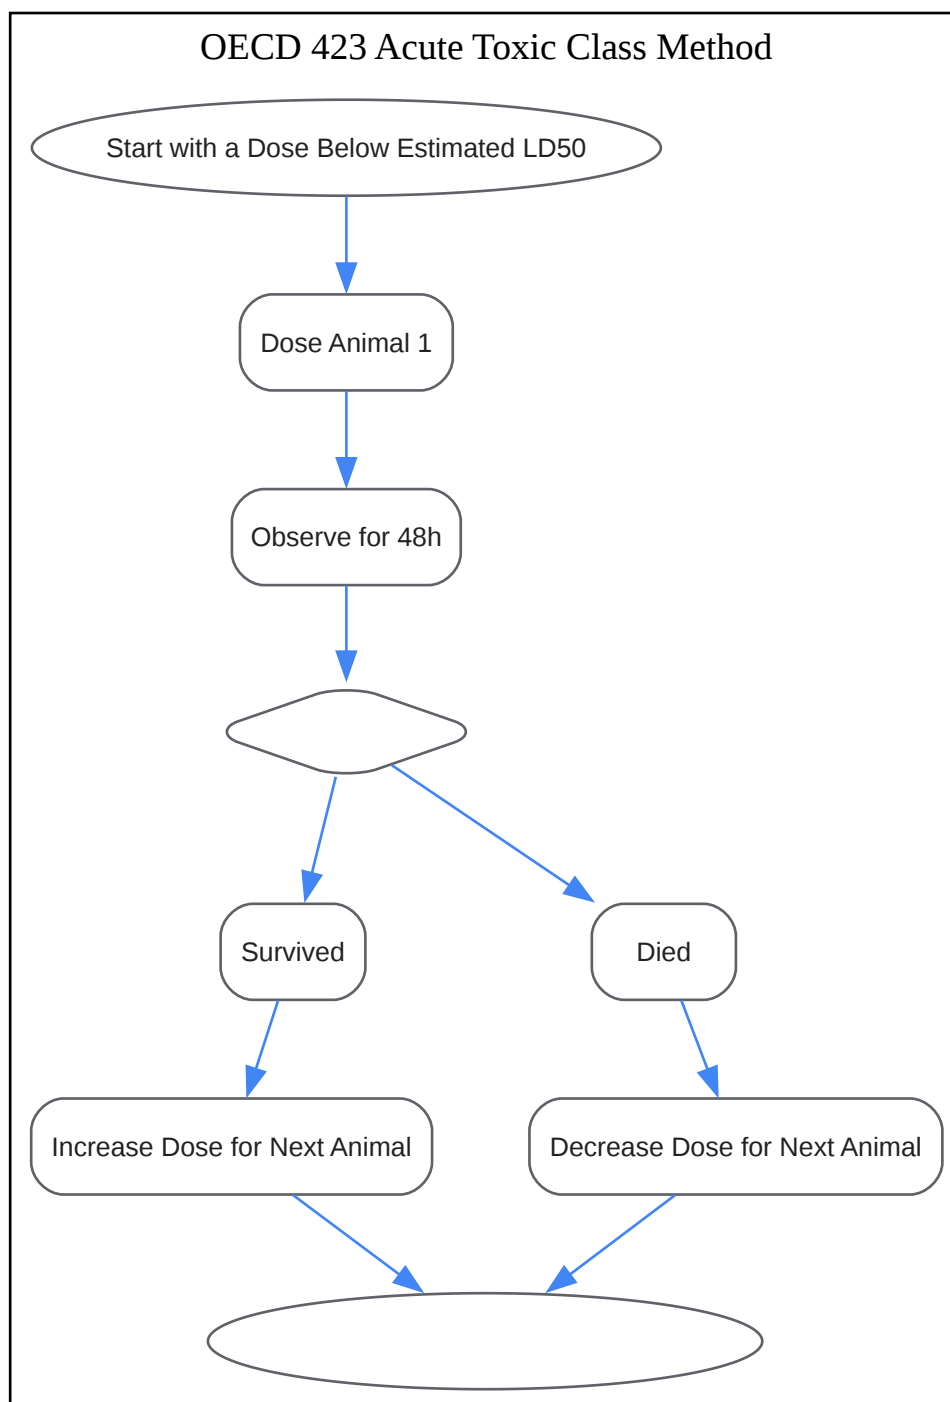 OECD 423 Acute Toxic Class Method
Start with a Dose Below Estimated LD50
Dose Animal 1
Observe for 48h
Survived
Died
Increase Dose for Next Animal
Decrease Dose for Next Animal